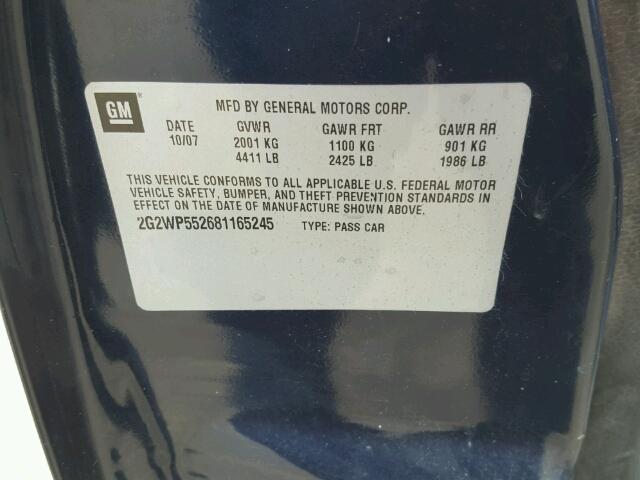 GM ®
MFD BY GENERAL MOTORS CORP.
DATE GVWR GAWR FRT GAWR RR
10/07 2001 KG 1100 KG 901 KG
4411 LB 2425 LB 1986 LB
THIS VEHICLE CONFORMS TO ALL APPLICABLE U.S. FEDERAL MOTOR
VEHICLE SAFETY, BUMPER, AND THEFT PREVENTION STANDARDS IN
EFFECT ON THE DATE OF MANUFACTURE SHOWN ABOVE.
2G2WP552681165245 TYPE: PASS CAR